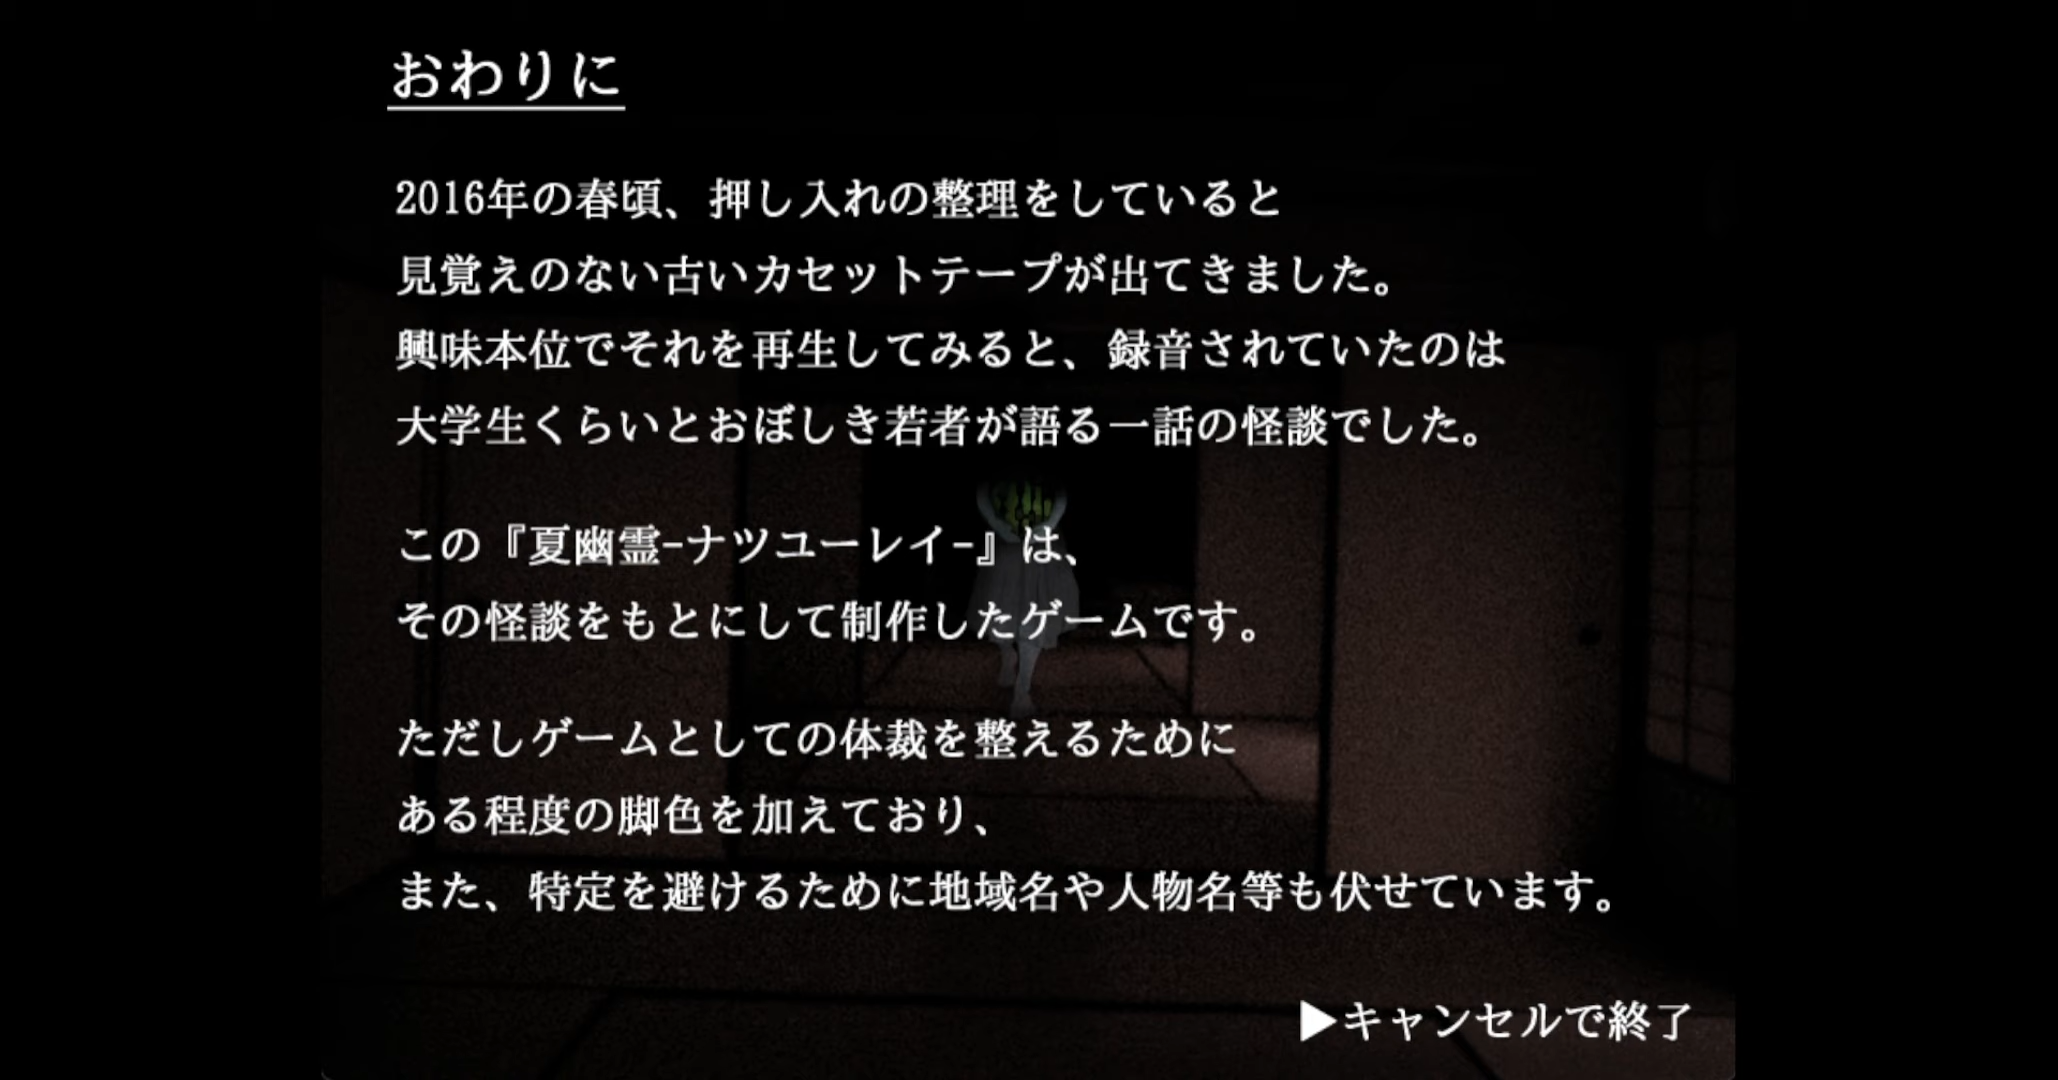 おわりに
2016年の春頃、押し入れの整理をしていると
見覚えのない古いカセットテープが出てきました。
興味本位でそれを再生してみると、録音されていたのは
大学生くらいとおぼしき若者が語る一話の怪談でした。
この『夏幽霊-ナツユーレイ-』は、
その怪談をもとにして制作したゲームです。
ただしゲームとしての体裁を整えるために
ある程度の脚色を加えており、
また、特定を避けるために地域名や人物名等も伏せています。
▶キャンセルで終了